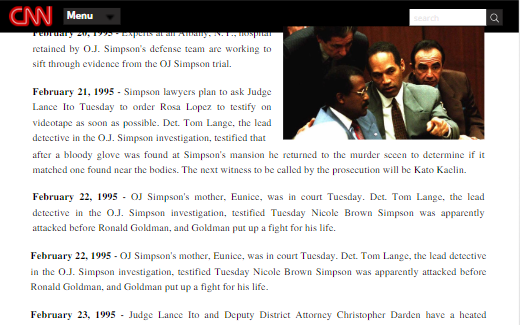 CNN Menu search
February 20, 1995 - Experts at an Albany, N.Y., hospital
retained by O.J. Simpson's defense team are working to
sift through evidence from the OJ Simpson trial.
February 21, 1995 - Simpson lawyers plan to ask Judge
Lance Ito Tuesday to order Rosa Lopez to testify on
videotape as soon as possible. Det. Tom Lange, the lead
detective in the O.J. Simpson investigation, testified that
after a bloody glove was found at Simpson's mansion he returned to the murder sceen to determine if it
matched one found near the bodies. The next witness to be called by the prosecution will be Kato Kaelin.
February 22, 1995 - OJ Simpson's mother, Eunice, was in court Tuesday. Det. Tom Lange, the lead
detective in the O.J. Simpson investigation, testified Tuesday Nicole Brown Simpson was apparently
attacked before Ronald Goldman, and Goldman put up a fight for his life.
February 22, 1995 - OJ Simpson's mother, Eunice, was in court Tuesday. Det. Tom Lange, the lead detective
in the O.J. Simpson investigation, testified Tuesday Nicole Brown Simpson was apparently attacked before
Ronald Goldman, and Goldman put up a fight for his life.
February 23, 1995 - Judge Lance Ito and Deputy District Attorney Christopher Darden have a heated